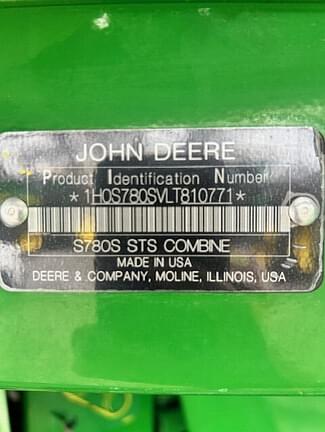 JOHN DEERE
Product Identification Number
*1H0S780SVLT810771*
S780S STS COMBINE
MADE IN USA
DEERE & COMPANY, MOLINE, ILLINOIS, USA